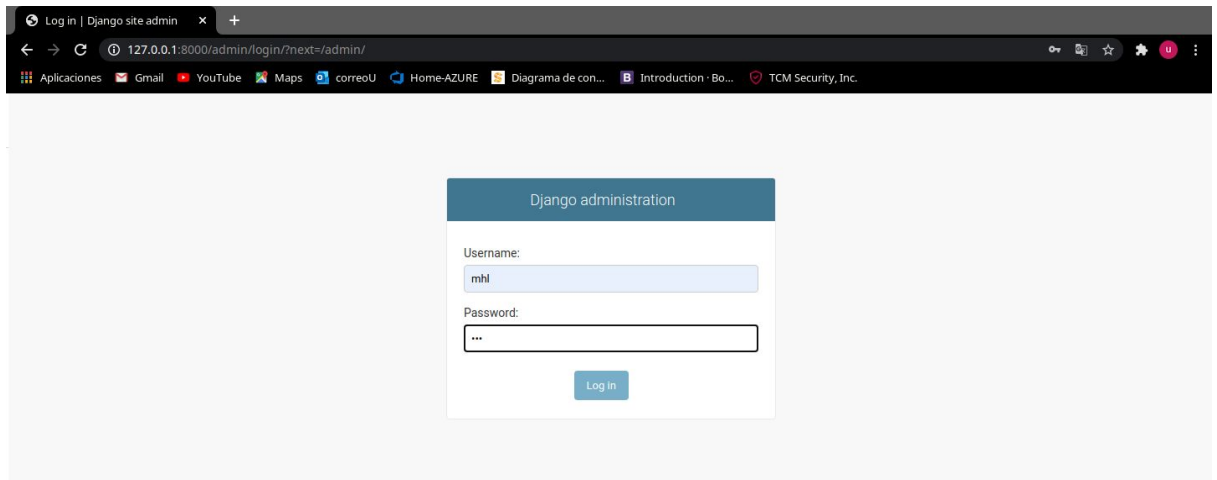 Log in | Django site admin
127.0.0.1:8000/admin/login/?next=/admin/
u
Aplicaciones Gmail YouTube Maps correoU Home-AZURE Diagrama de con... B Introduction · Bo... TCM Security, Inc.
Django administration
Username:
mhl
Password:
•••
Log in